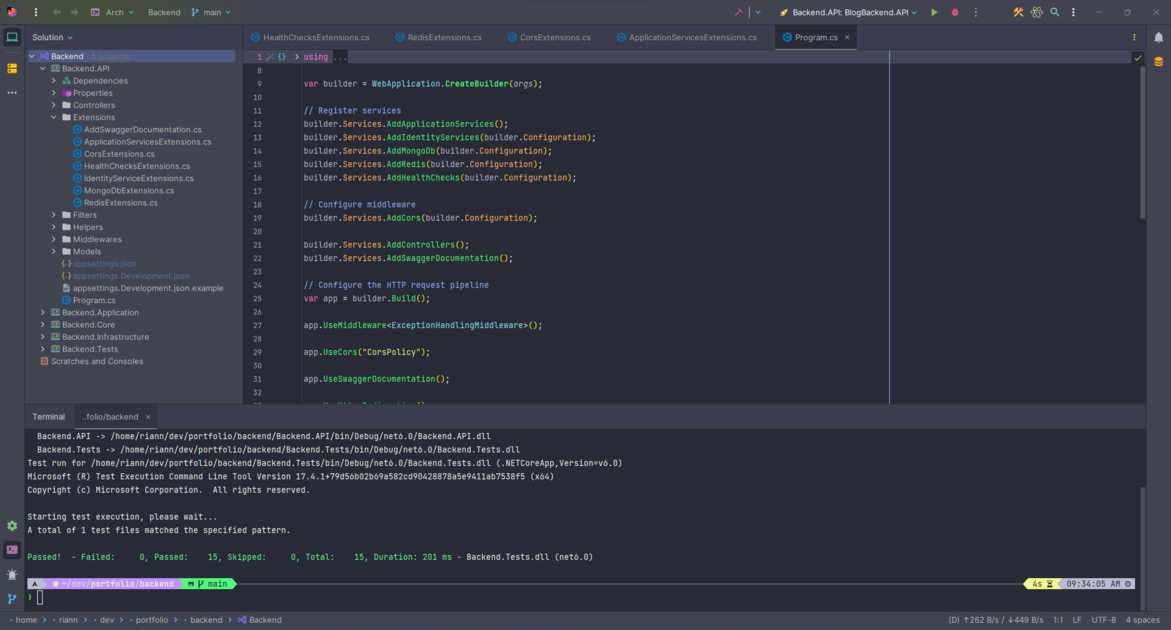 Arch
Backend
main
Backend.API: BlogBackend.API
Solution
Backend · 5 projects
Backend.API
Dependencies
Properties
Controllers
Extensions
AddSwaggerDocumentation.cs
ApplicationServicesExtensions.cs
CorsExtensions.cs
HealthChecksExtensions.cs
IdentityServiceExtensions.cs
MongoDbExtensions.cs
RedisExtensions.cs
Filters
Helpers
Middlewares
Models
appsettings.json
appsettings.Development.json
appsettings.Development.json.example
Program.cs
Backend.Application
Backend.Core
Backend.Infrastructure
Backend.Tests
Scratches and Consoles
HealthChecksExtensions.cs RedisExtensions.cs CorsExtensions.cs ApplicationServicesExtensions.cs Program.cs ×
1 {} > using ...
8
9 var builder = WebApplication.CreateBuilder(args);
10
11 // Register services
12 builder.Services.AddApplicationServices();
13 builder.Services.AddIdentityServices(builder.Configuration);
14 builder.Services.AddMongoDb(builder.Configuration);
15 builder.Services.AddRedis(builder.Configuration);
16 builder.Services.AddHealthChecks(builder.Configuration);
17
18 // Configure middleware
19 builder.Services.AddCors(builder.Configuration);
20
21 builder.Services.AddControllers();
22 builder.Services.AddSwaggerDocumentation();
23
24 // Configure the HTTP request pipeline
25 var app = builder.Build();
26
27 app.UseMiddleware<ExceptionHandlingMiddleware>();
28
29 app.UseCors("CorsPolicy");
30
31 app.UseSwaggerDocumentation();
32
Terminal ..folio/backend ×
Backend.API -> /home/riann/dev/portfolio/backend/Backend.API/bin/Debug/net6.0/Backend.API.dll
Backend.Tests -> /home/riann/dev/portfolio/backend/Backend.Tests/bin/Debug/net6.0/Backend.Tests.dll
Test run for /home/riann/dev/portfolio/backend/Backend.Tests/bin/Debug/net6.0/Backend.Tests.dll (.NETCoreApp,Version=v6.0)
Microsoft (R) Test Execution Command Line Tool Version 17.4.1+79d56b02b69a582cd90428878a5e9411ab7538f5 (x64)
Copyright (c) Microsoft Corporation. All rights reserved.
Starting test execution, please wait...
A total of 1 test files matched the specified pattern.
Passed! - Failed: 0, Passed: 15, Skipped: 0, Total: 15, Duration: 201 ms - Backend.Tests.dll (net6.0)
~/dev/portfolio/backend main 4s 09:34:05 AM
home > riann > dev > portfolio > backend > Backend (D) ↑262 B/s / ↓449 B/s 1:1 LF UTF-8 4 spaces